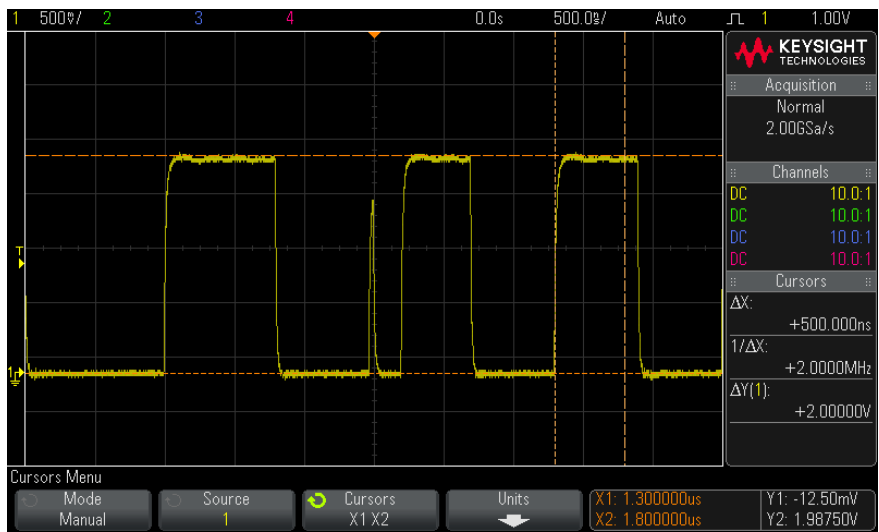 1 500♉/ 2 3 4 0.0s 500.0♉/ Auto 1 1.00V
KEYSIGHT
TECHNOLOGIES
Acquisition
Normal
2.00GSa/s
Channels
DC 10.0:1
DC 10.0:1
DC 10.0:1
DC 10.0:1
Cursors
ΔX:
+500.000ns
1/ΔX:
+2.0000MHz
ΔY(1):
+2.00000V
T
1
Cursors Menu
Mode
Manual
Source
1
Cursors
X1 X2
Units
X1: 1.300000us
X2: 1.800000us
Y1: -12.50mV
Y2: 1.98750V